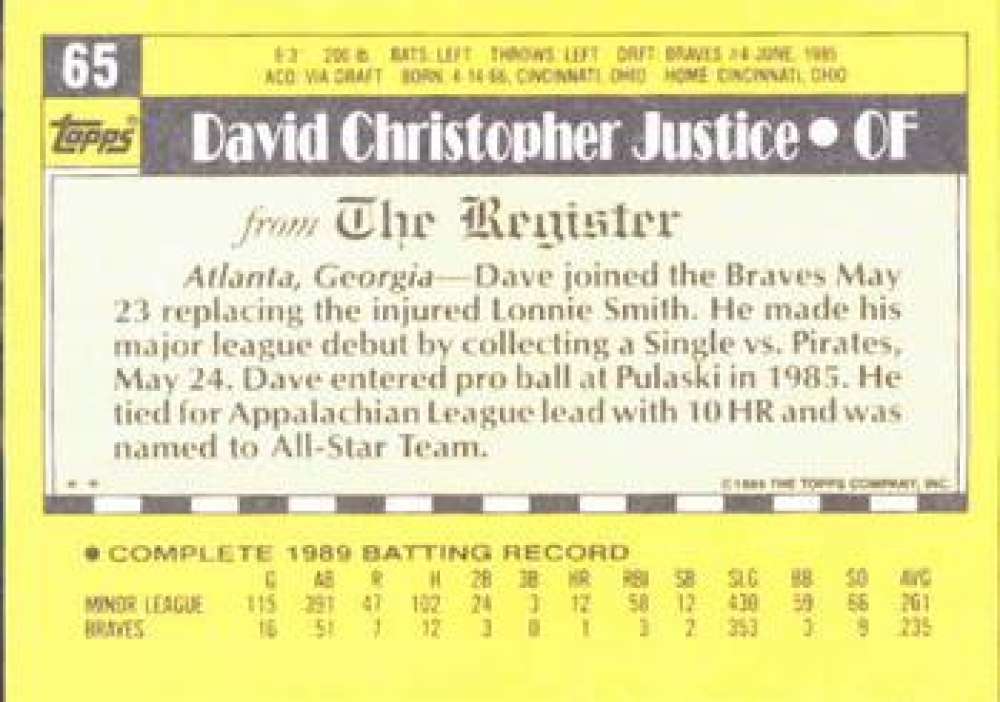 65
6'3" 200 lb. BATS: LEFT THROWS: LEFT DRFT: BRAVES #4-JUNE, 1985
ACQ: VIA DRAFT BORN: 4-14-66, CINCINNATI, OHIO HOME: CINCINNATI, OHIO
topps®
David Christopher Justice • OF
from The Register
Atlanta, Georgia—Dave joined the Braves May
23 replacing the injured Lonnie Smith. He made his
major league debut by collecting a Single vs. Pirates,
May 24. Dave entered pro ball at Pulaski in 1985. He
tied for Appalachian League lead with 10 HR and was
named to All-Star Team.
* * © 1989 THE TOPPS COMPANY, INC.
• COMPLETE 1989 BATTING RECORD
G AB R H 2B 3B HR RBI SB SLG BB SO AVG
MINOR LEAGUE 115 391 47 102 24 3 12 58 12 .430 59 66 .261
BRAVES 16 51 7 12 3 0 1 3 2 .353 3 9 .235